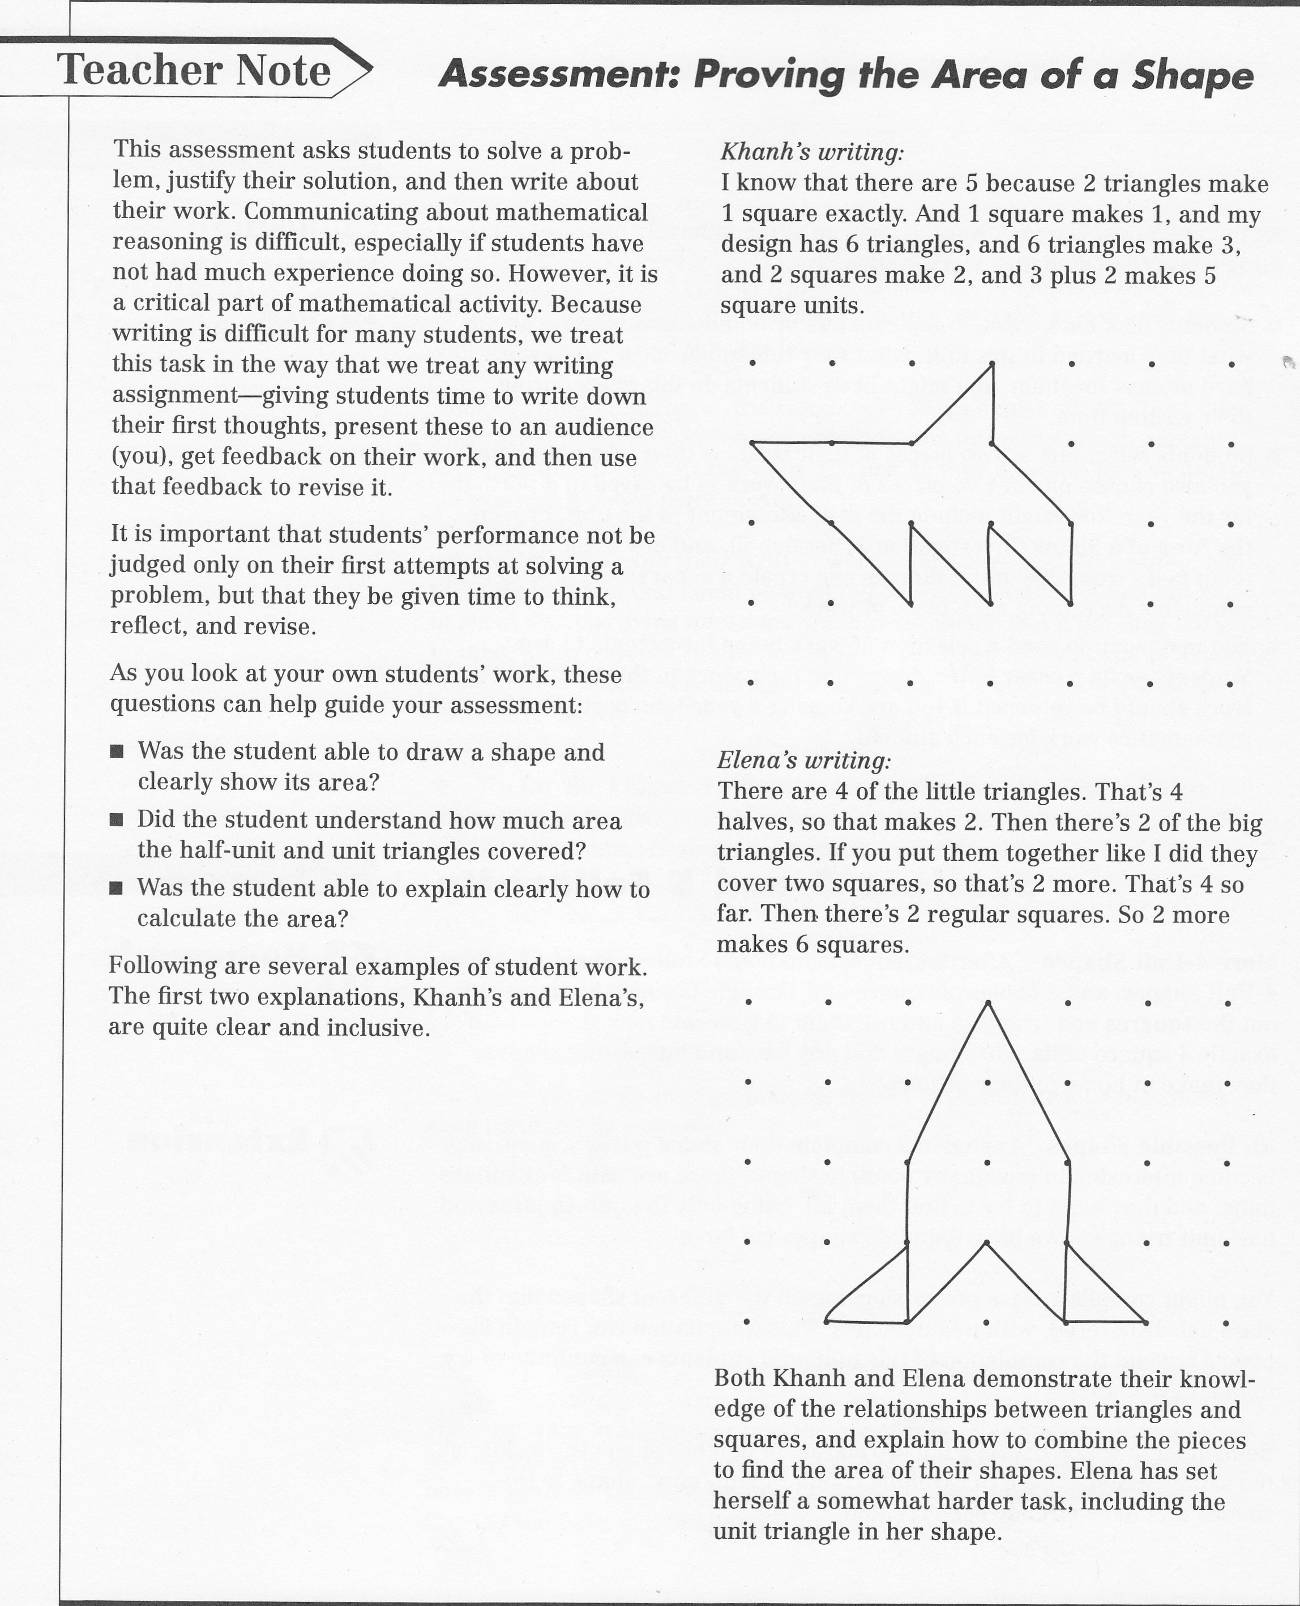 Teacher Note
Assessment: Proving the Area of a Shape
This assessment asks students to solve a prob-
lem, justify their solution, and then write about
their work. Communicating about mathematical
reasoning is difficult, especially if students have
not had much experience doing so. However, it is
a critical part of mathematical activity. Because
writing is difficult for many students, we treat
this task in the way that we treat any writing
assignment—giving students time to write down
their first thoughts, present these to an audience
(you), get feedback on their work, and then use
that feedback to revise it.
It is important that students’ performance not be
judged only on their first attempts at solving a
problem, but that they be given time to think,
reflect, and revise.
As you look at your own students’ work, these
questions can help guide your assessment:
■ Was the student able to draw a shape and
clearly show its area?
■ Did the student understand how much area
the half-unit and unit triangles covered?
■ Was the student able to explain clearly how to
calculate the area?
Following are several examples of student work.
The first two explanations, Khanh’s and Elena’s,
are quite clear and inclusive.
Khanh’s writing:
I know that there are 5 because 2 triangles make
1 square exactly. And 1 square makes 1, and my
design has 6 triangles, and 6 triangles make 3,
and 2 squares make 2, and 3 plus 2 makes 5
square units.
Elena’s writing:
There are 4 of the little triangles. That’s 4
halves, so that makes 2. Then there’s 2 of the big
triangles. If you put them together like I did they
cover two squares, so that’s 2 more. That’s 4 so
far. Then there’s 2 regular squares. So 2 more
makes 6 squares.
Both Khanh and Elena demonstrate their knowl-
edge of the relationships between triangles and
squares, and explain how to combine the pieces
to find the area of their shapes. Elena has set
herself a somewhat harder task, including the
unit triangle in her shape.